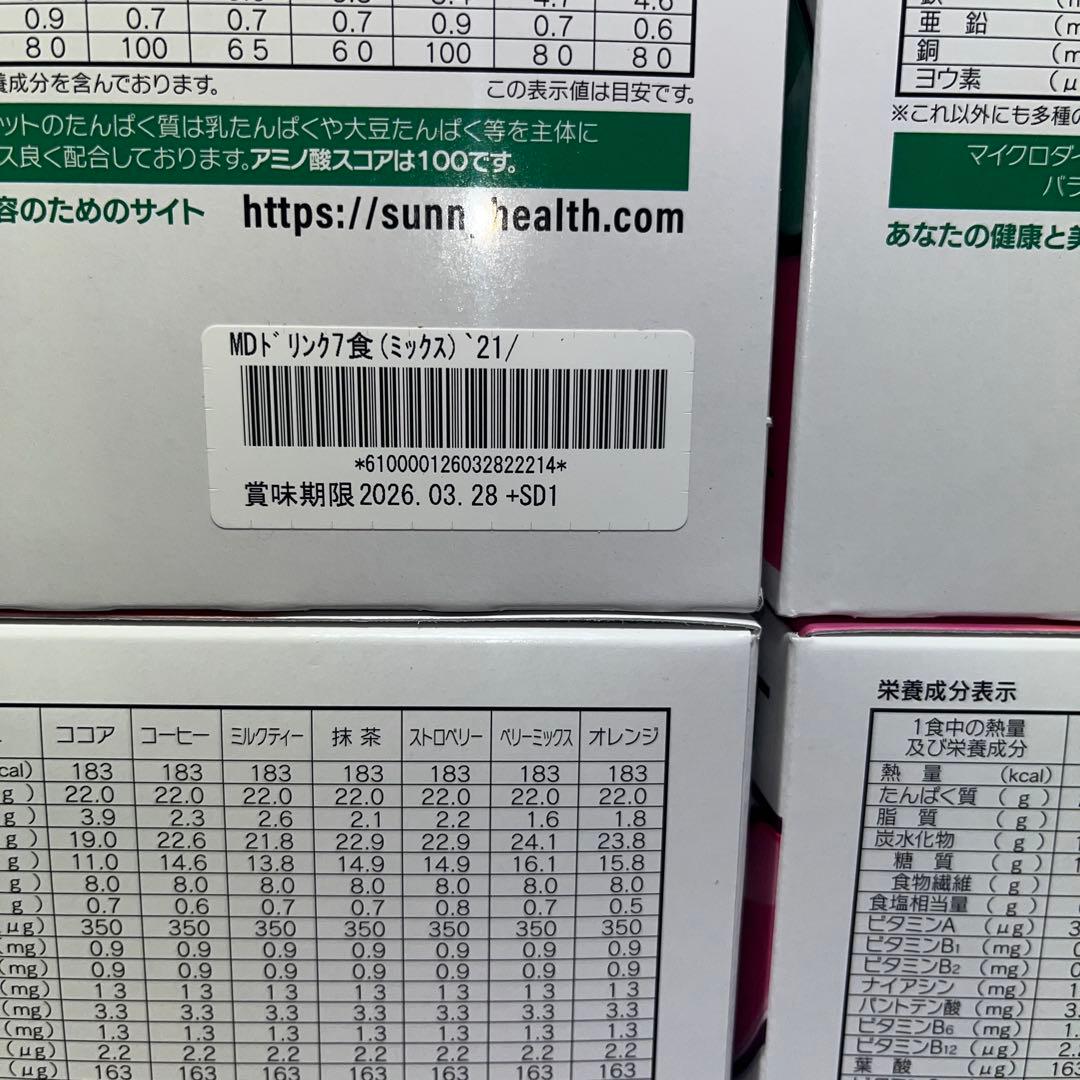 0.9 0.7 0.7 0.7 0.9 0.7 0.6
80 100 65 60 100 80 80
養成分を含んでおります。 この表示値は目安です。
ットのたんぱく質は乳たんぱくや大豆たんぱく等を主体に
ス良く配合しております。アミノ酸スコアは100です。
容のためのサイト https://sunny_health.com
MDドリンク7食(ミックス)`21/
*610000126032822214*
賞味期限2026.03.28+SD1
亜鉛
銅
ヨウ素
※これ以外にも多種の
マイクロダイ
バラ
あなたの健康と美
ココア コーヒー ミルクティー 抹茶 ストロベリー ベリーミックス オレンジ
cal) 183 183 183 183 183 183 183
g) 22.0 22.0 22.0 22.0 22.0 22.0 22.0
g) 3.9 2.3 2.6 2.1 2.2 1.6 1.8
g) 19.0 22.6 21.8 22.9 22.9 24.1 23.8
g) 11.0 14.6 13.8 14.9 14.9 16.1 15.8
g) 8.0 8.0 8.0 8.0 8.0 8.0 8.0
g) 0.7 0.6 0.7 0.7 0.8 0.7 0.5
μg) 350 350 350 350 350 350 350
(mg) 0.9 0.9 0.9 0.9 0.9 0.9 0.9
(mg) 0.9 0.9 0.9 0.9 0.9 0.9 0.9
(mg) 13 13 13 13 13 13 13
(mg) 3.3 3.3 3.3 3.3 3.3 3.3 3.3
(mg) 1.3 1.3 1.3 1.3 1.3 1.3 1.3
(μg) 2.2 2.2 2.2 2.2 2.2 2.2 2.2
(μg) 163 163 163 163 163 163 163
栄養成分表示
1食中の熱量
及び栄養成分
熱量 (kcal)
たんぱく質 (g)
脂質 (g)
炭水化物 (g)
糖質 (g)
食物繊維 (g)
食塩相当量 (g)
ビタミンA (μg)
ビタミンB1 (mg)
ビタミンB2 (mg)
ナイアシン (mg)
パントテン酸 (mg)
ビタミンB6 (mg)
ビタミンB12 (μg)
葉酸 (μg) 163